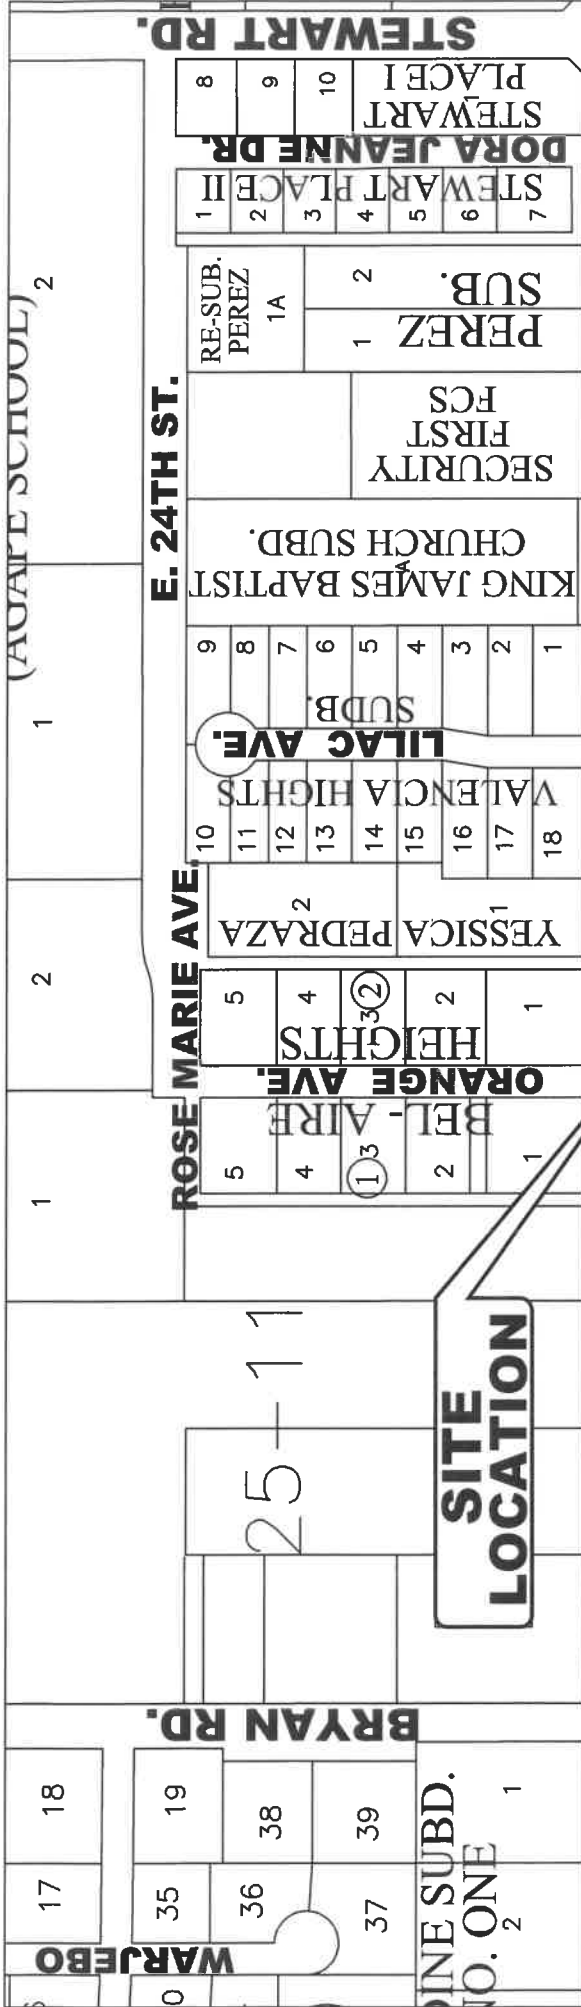 STEWART RD.
8
9
10
STEWART
PLACE I
1
DORA JEANNE DR.
STEWART PLACE II
1
2
3
4
5
6
7
2
(AGAPE SCHOOL)
RE-SUB.
PEREZ
1A
2
1
PEREZ
SUB.
E. 24TH ST.
SECURITY
FIRST
FCS
KING JAMES BAPTIST
CHURCH SUBD.
A
1
9
8
7
6
5
4
3
2
1
SUDB.
LILAC AVE.
VALENCIA HIGHTS
10
11
12
13
14
15
16
17
18
2
ROSE MARIE AVE.
PEDRAZA
2
YESSICA
1
5
4
3
2
2
1
HEIGHTS
ORANGE AVE.
BEL - AIRE
5
4
3
1
2
1
1
25-11
SITE
LOCATION
BRYAN RD.
18
19
38
39
1
17
35
36
37
2
SUBD.
NO. ONE
WARJEBO